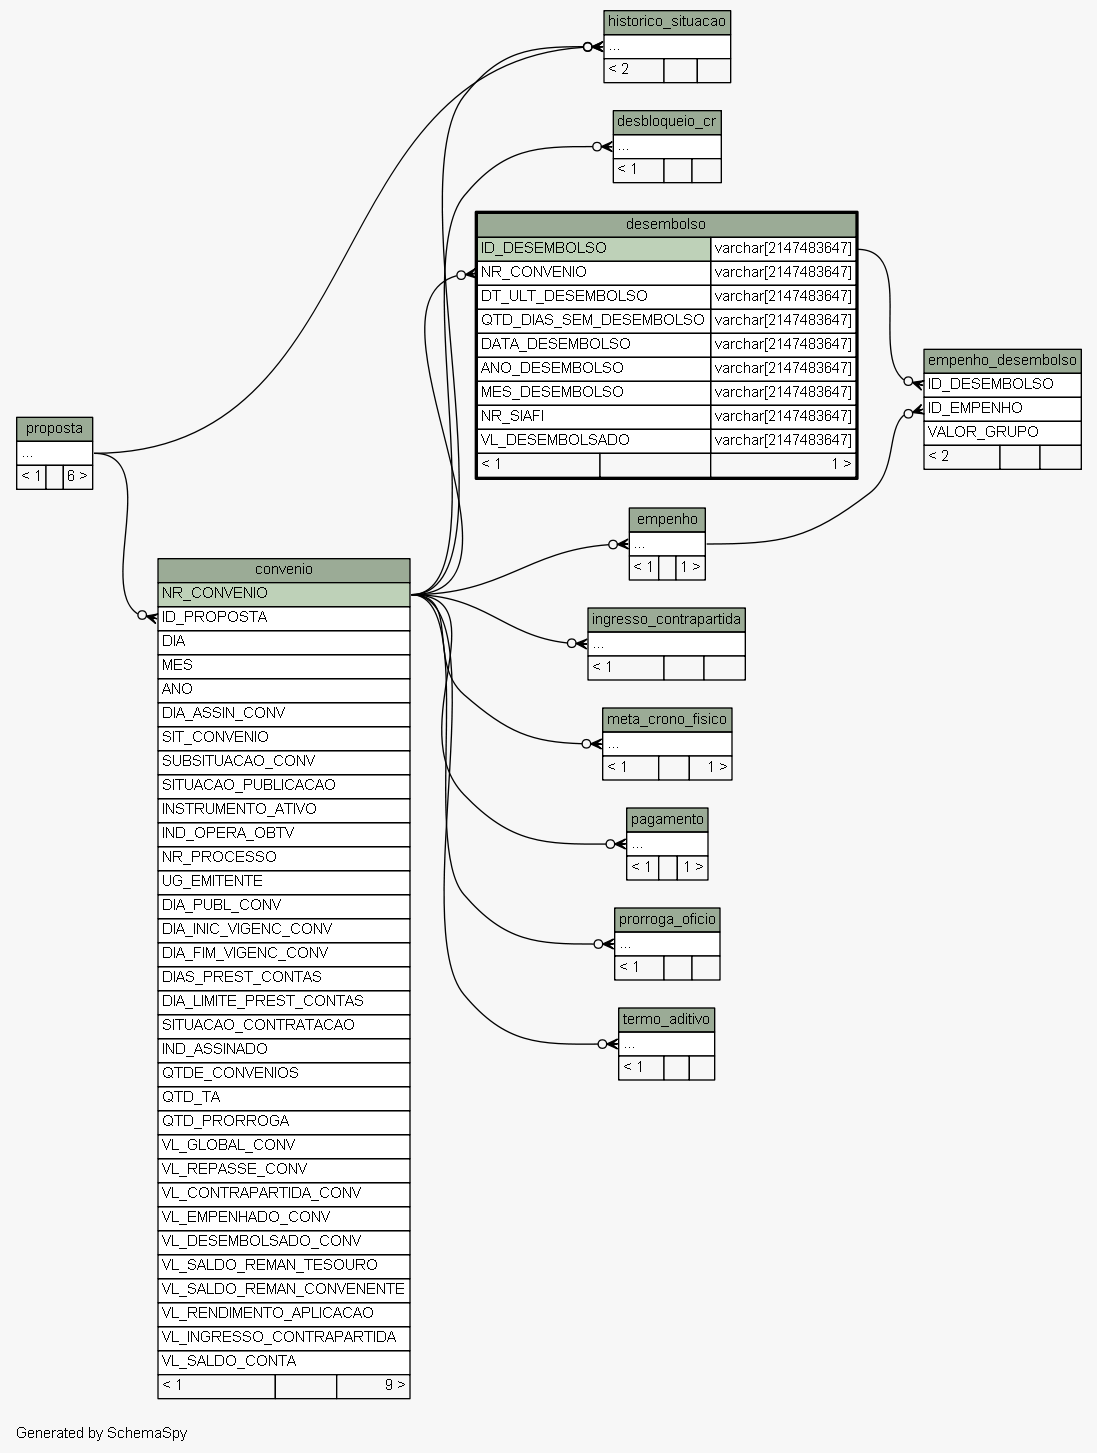 historico_situacao
...
< 2
desbloqueio_cr
...
< 1
desembolso
ID_DESEMBOLSO varchar[2147483647]
NR_CONVENIO varchar[2147483647]
DT_ULT_DESEMBOLSO varchar[2147483647]
QTD_DIAS_SEM_DESEMBOLSO varchar[2147483647]
DATA_DESEMBOLSO varchar[2147483647]
ANO_DESEMBOLSO varchar[2147483647]
MES_DESEMBOLSO varchar[2147483647]
NR_SIAFI varchar[2147483647]
VL_DESEMBOLSADO varchar[2147483647]
< 1 1 >
empenho_desembolso
ID_DESEMBOLSO
ID_EMPENHO
VALOR_GRUPO
< 2
proposta
...
< 1 6 >
empenho
...
< 1 1 >
convenio
NR_CONVENIO
ID_PROPOSTA
DIA
MES
ANO
DIA_ASSIN_CONV
SIT_CONVENIO
SUBSITUACAO_CONV
SITUACAO_PUBLICACAO
INSTRUMENTO_ATIVO
IND_OPERA_OBTV
NR_PROCESSO
UG_EMITENTE
DIA_PUBL_CONV
DIA_INIC_VIGENC_CONV
DIA_FIM_VIGENC_CONV
DIAS_PREST_CONTAS
DIA_LIMITE_PREST_CONTAS
SITUACAO_CONTRATACAO
IND_ASSINADO
QTDE_CONVENIOS
QTD_TA
QTD_PRORROGA
VL_GLOBAL_CONV
VL_REPASSE_CONV
VL_CONTRAPARTIDA_CONV
VL_EMPENHADO_CONV
VL_DESEMBOLSADO_CONV
VL_SALDO_REMAN_TESOURO
VL_SALDO_REMAN_CONVENENTE
VL_RENDIMENTO_APLICACAO
VL_INGRESSO_CONTRAPARTIDA
VL_SALDO_CONTA
< 1 9 >
ingresso_contrapartida
...
< 1
meta_crono_fisico
...
< 1 1 >
pagamento
...
< 1 1 >
prorroga_oficio
...
< 1
termo_aditivo
...
< 1
Generated by SchemaSpy